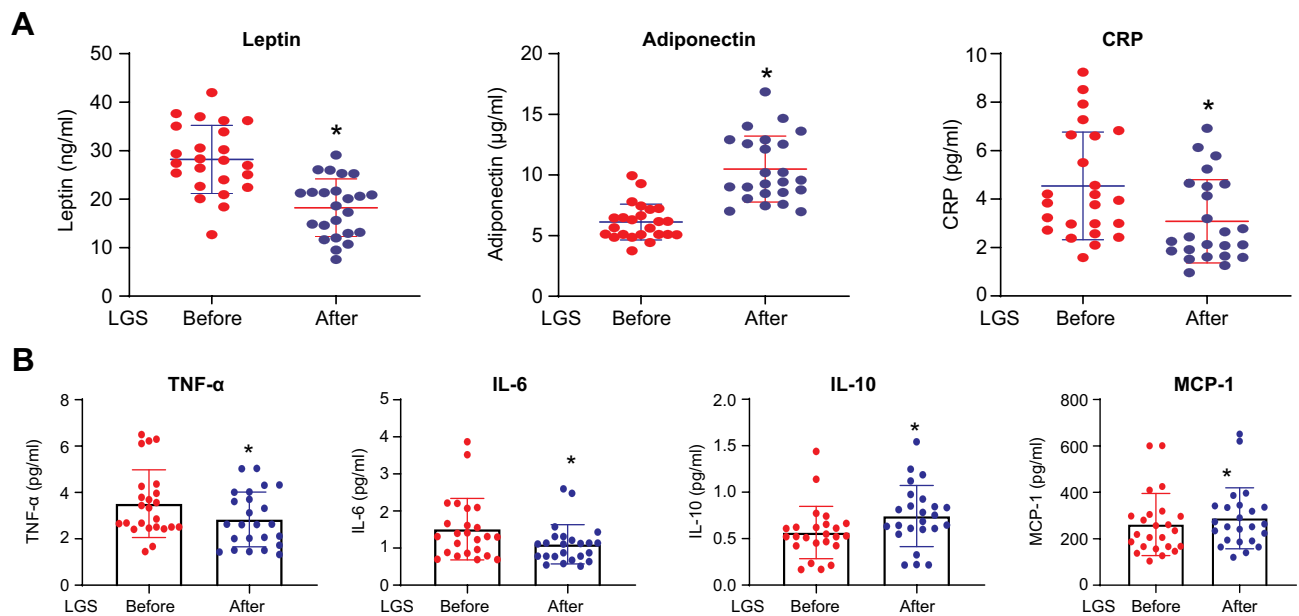 A
Leptin
Leptin (ng/ml)
50
40
30
20
10
0
*
LGS Before After
Adiponectin
Adiponectin (µg/ml)
20
15
10
5
0
*
LGS Before After
CRP
CRP (pg/ml)
10
8
6
4
2
0
*
LGS Before After
B
TNF-α
TNF-α (pg/ml)
8
6
4
2
0
*
LGS Before After
IL-6
IL-6 (pg/ml)
5
4
3
2
1
0
*
LGS Before After
IL-10
IL-10 (pg/ml)
2.0
1.5
1.0
0.5
0.0
*
LGS Before After
MCP-1
MCP-1 (pg/ml)
800
600
400
200
0
*
LGS Before After